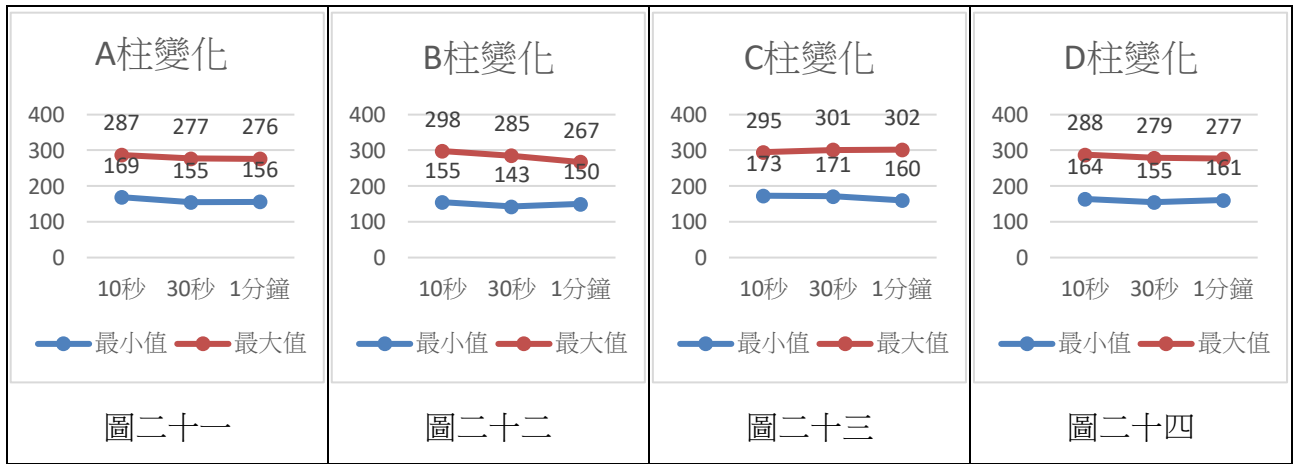 A柱變化
400
300
200
100
0
287 277 276
169 155 156
10秒 30秒 1分鐘
最小值 最大值
圖二十一
B柱變化
400
300
200
100
0
298 285 267
155 143 150
10秒 30秒 1分鐘
最小值 最大值
圖二十二
C柱變化
400
300
200
100
0
295 301 302
173 171 160
10秒 30秒 1分鐘
最小值 最大值
圖二十三
D柱變化
400
300
200
100
0
288 279 277
164 155 161
10秒 30秒 1分鐘
最小值 最大值
圖二十四